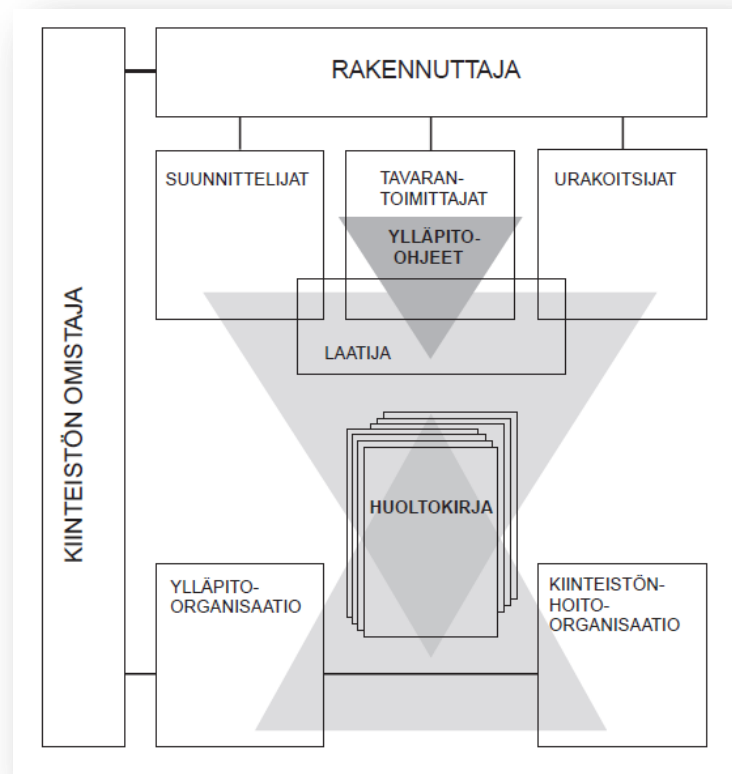 KIINTEISTÖN OMISTAJA
RAKENNUTTAJA
SUUNNITTELIJAT
TAVARAN-
TOIMITTAJAT
URAKOITSIJAT
YLLÄPITO-
OHJEET
LAATIJA
HUOLTOKIRJA
YLLÄPITO-
ORGANISAATIO
KIINTEISTÖN-
HOITO-
ORGANISAATIO